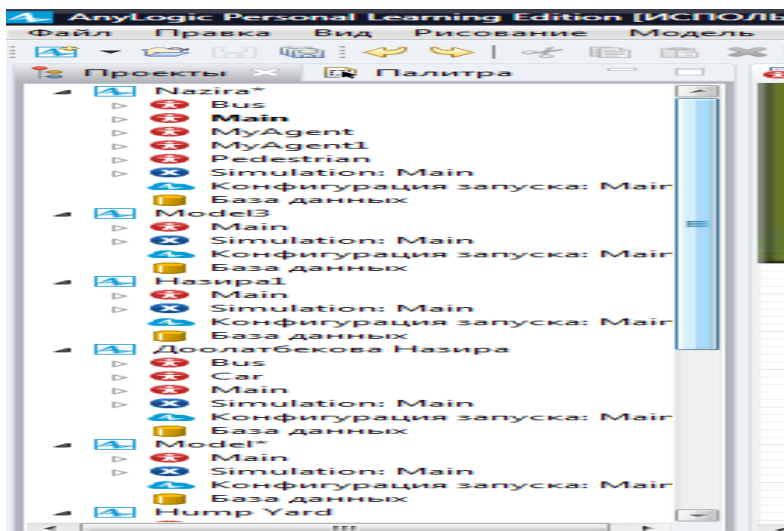 AnyLogic Personal Learning Edition [ИСПОЛЬ
Файл Правка Вид Рисование Модель
Проекты Палитра
Nazira*
Bus
Main
MyAgent
MyAgent1
Pedestrian
Simulation: Main
Конфигурация запуска: Mair
База данных
Model3
Main
Simulation: Main
Конфигурация запуска: Mair
База данных
Назира1
Main
Simulation: Main
Конфигурация запуска: Mair
База данных
Доолатбекова Назира
Bus
Car
Main
Simulation: Main
Конфигурация запуска: Mair
База данных
Model*
Main
Simulation: Main
Конфигурация запуска: Mair
База данных
Hump Yard